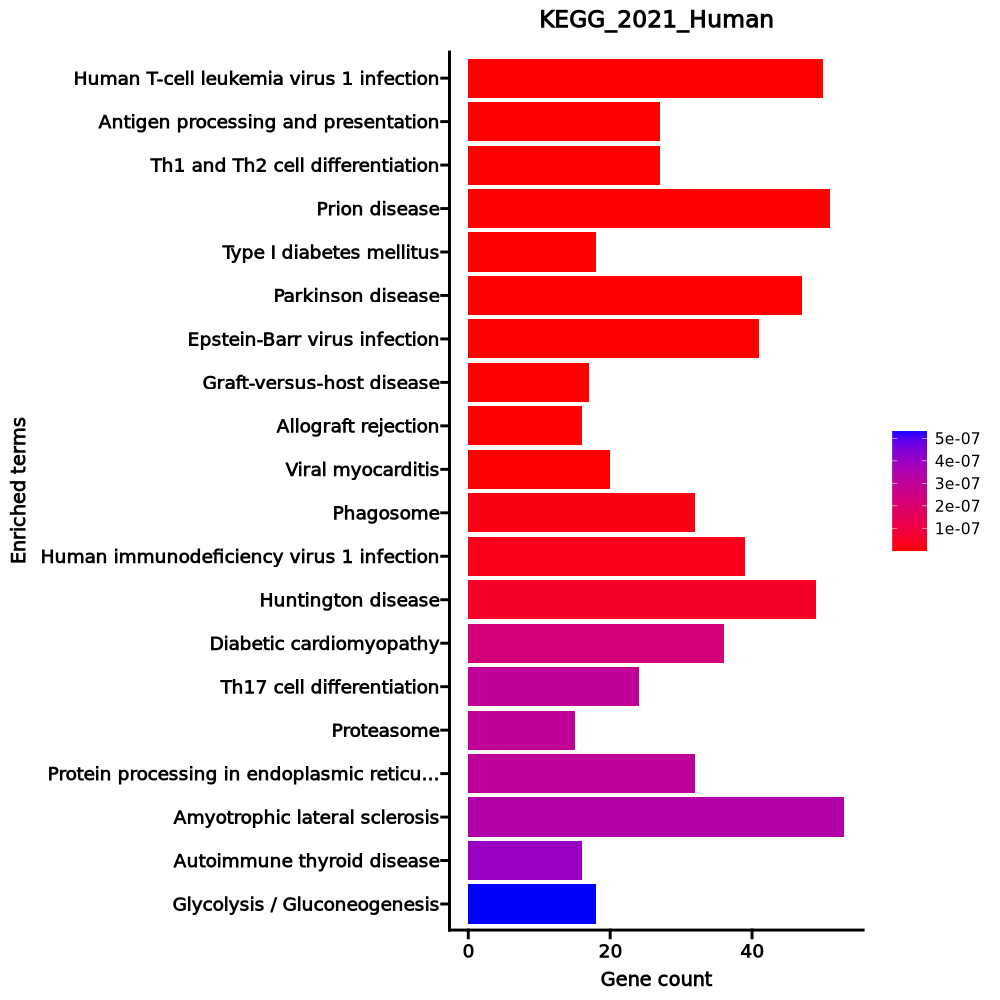 KEGG_2021_Human
Human T-cell leukemia virus 1 infection
Antigen processing and presentation
Th1 and Th2 cell differentiation
Prion disease
Type I diabetes mellitus
Parkinson disease
Epstein-Barr virus infection
Graft-versus-host disease
Allograft rejection
Viral myocarditis
Phagosome
Human immunodeficiency virus 1 infection
Huntington disease
Diabetic cardiomyopathy
Th17 cell differentiation
Proteasome
Protein processing in endoplasmic reticu...
Amyotrophic lateral sclerosis
Autoimmune thyroid disease
Glycolysis / Gluconeogenesis
Enriched terms
0 20 40
Gene count
5e-07
4e-07
3e-07
2e-07
1e-07